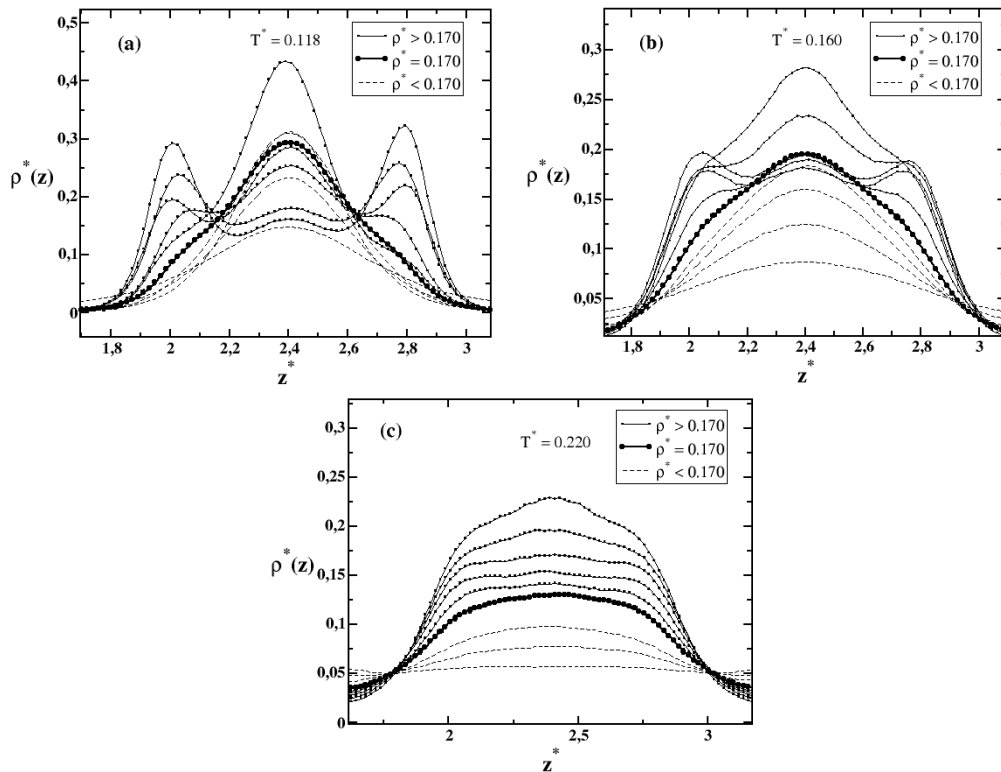 (a)
T* = 0.118
ρ* > 0.170
ρ* = 0.170
ρ* < 0.170
0,5
0,4
0,3
0,2
0,1
0
ρ*(z)
1,8 2 2,2 2,4 2,6 2,8 3
z*
(b)
T* = 0.160
ρ* > 0.170
ρ* = 0.170
ρ* < 0.170
0,3
0,25
0,2
0,15
0,1
0,05
ρ*(z)
1,8 2 2,2 2,4 2,6 2,8 3
z*
(c)
T* = 0.220
ρ* > 0.170
ρ* = 0.170
ρ* < 0.170
0,3
0,25
0,2
0,15
0,1
0,05
0
ρ*(z)
2 2,5 3
z*